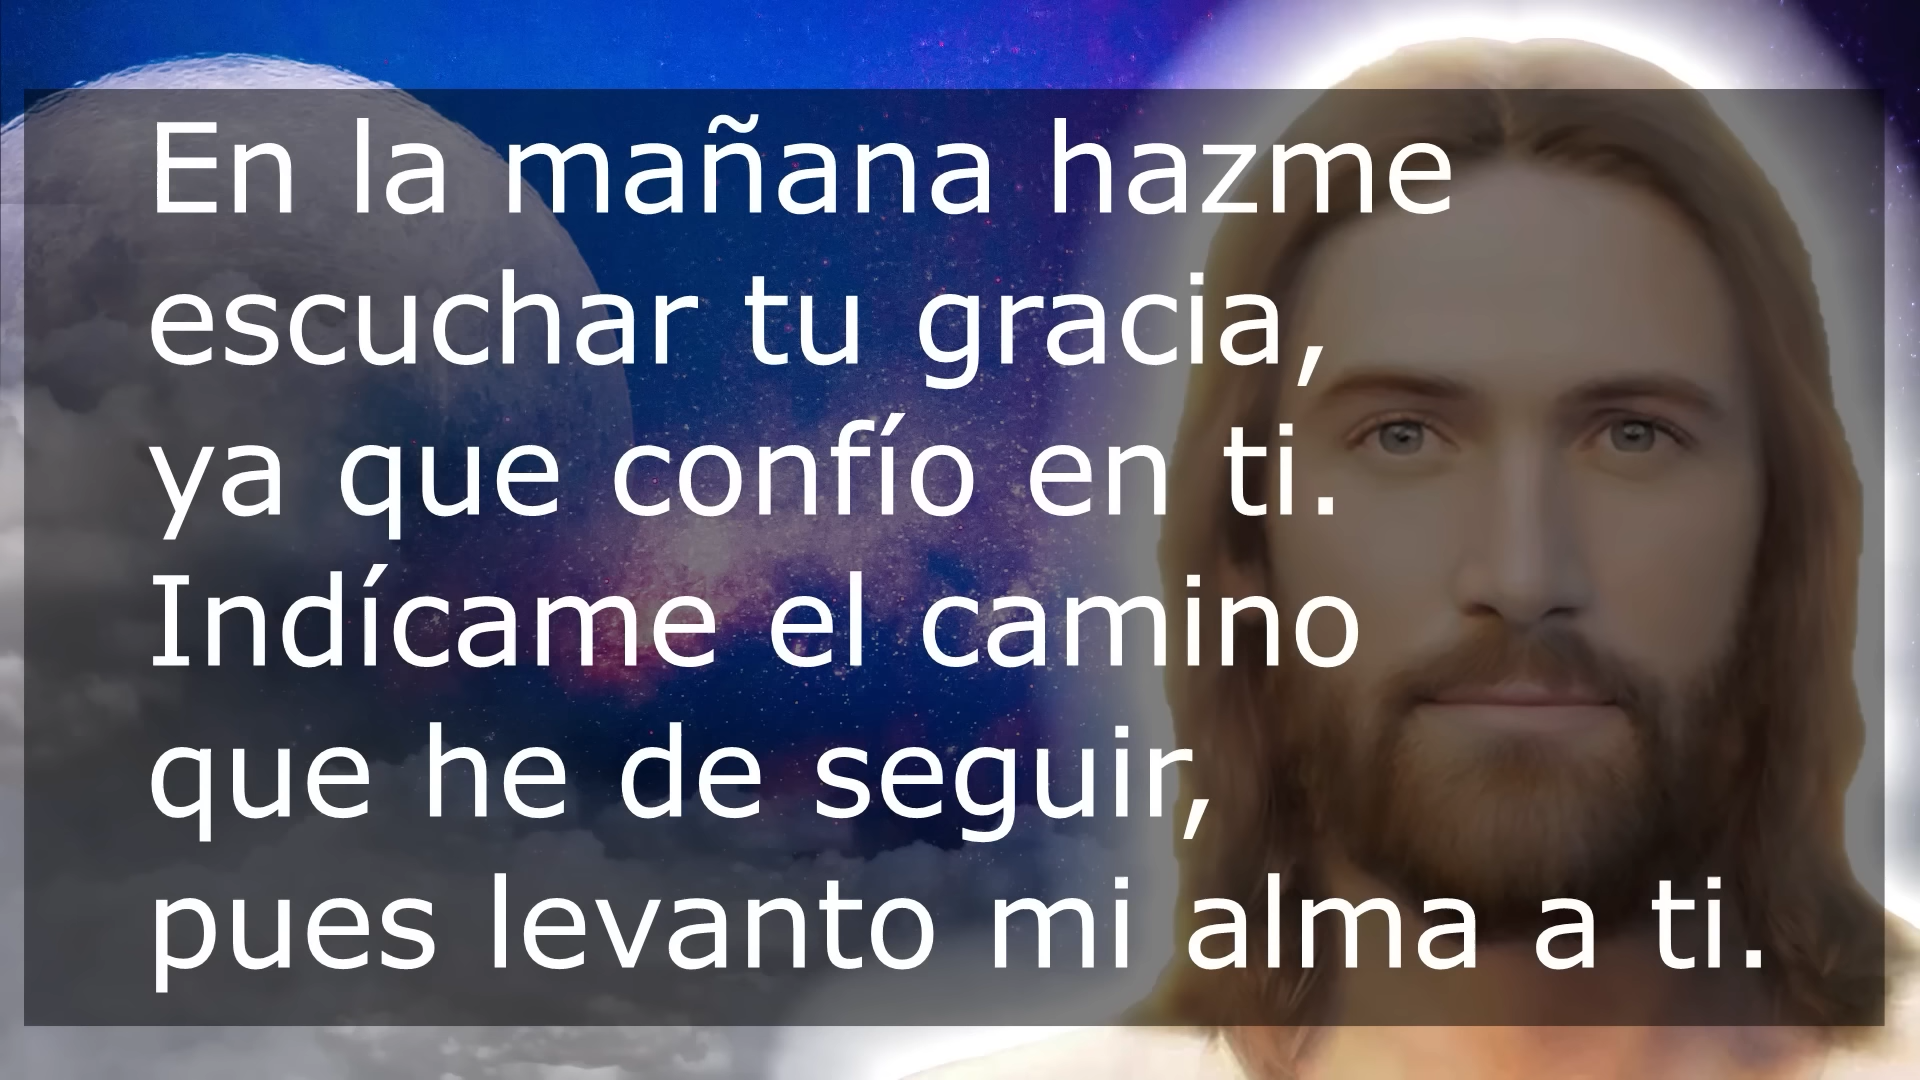 En la mañana hazme
escuchar tu gracia,
ya que confío en ti.
Indícame el camino
que he de seguir,
pues levanto mi alma a ti.